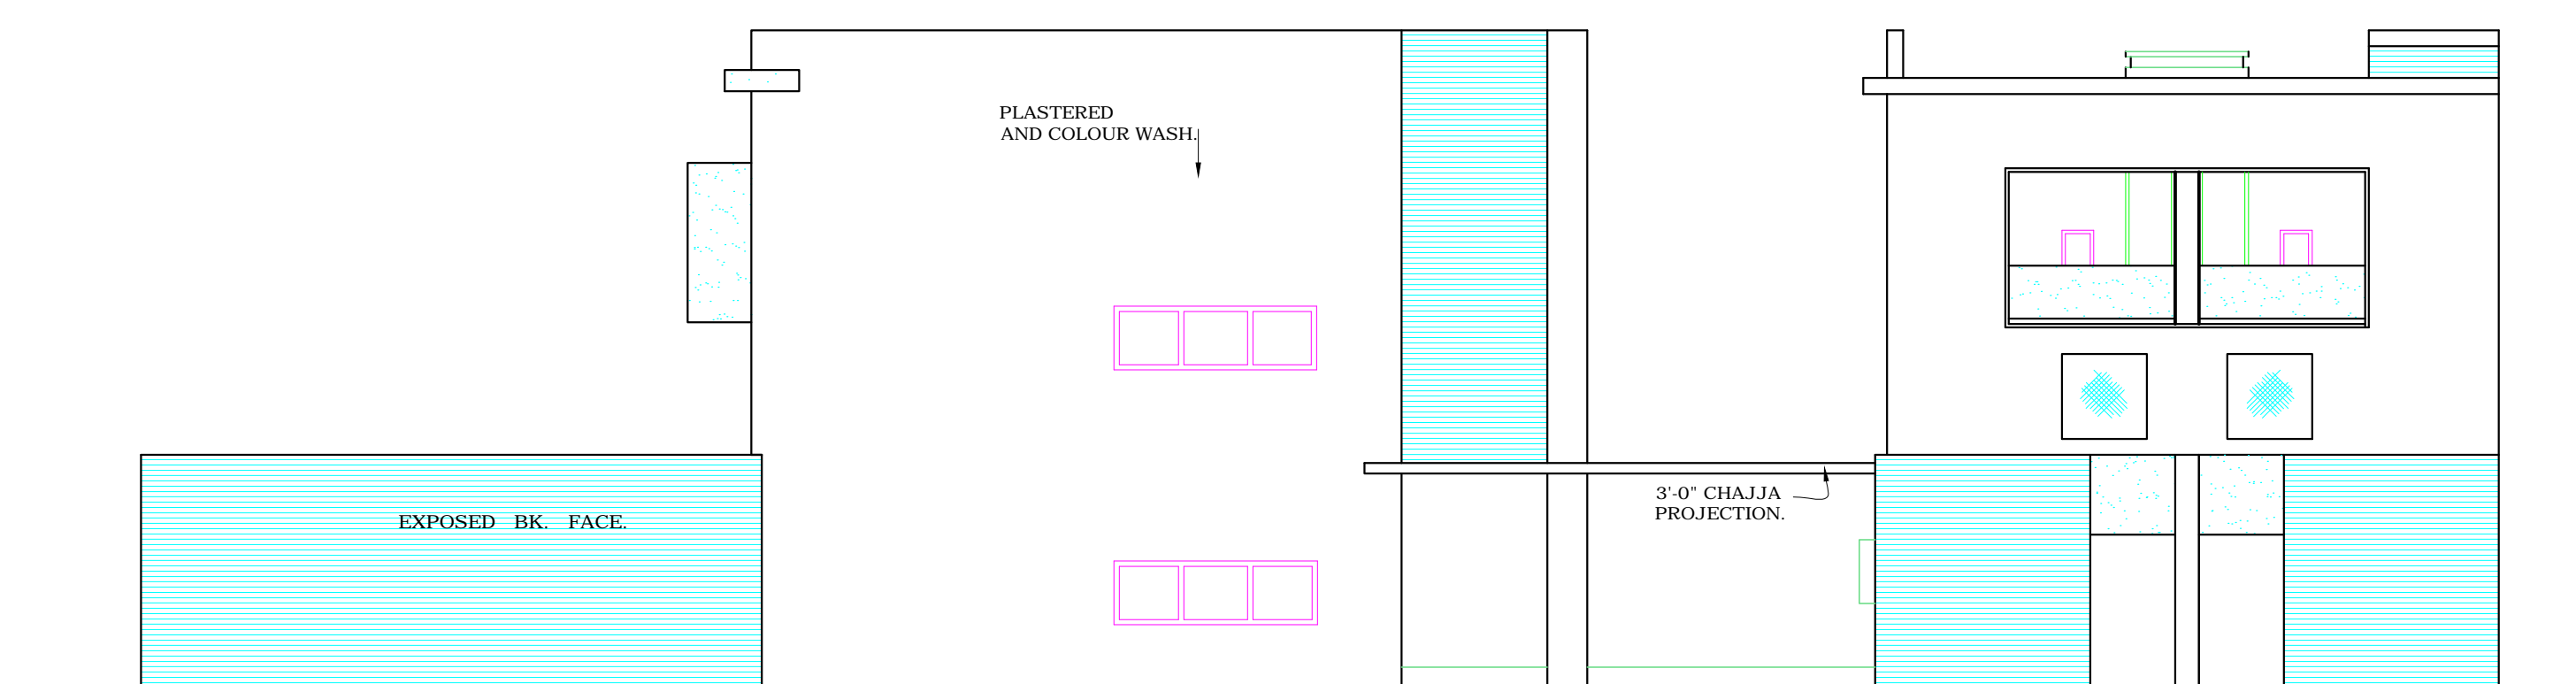 PLASTERED
AND COLOUR WASH.
3'-0" CHAJJA
PROJECTION.
EXPOSED BK. FACE.